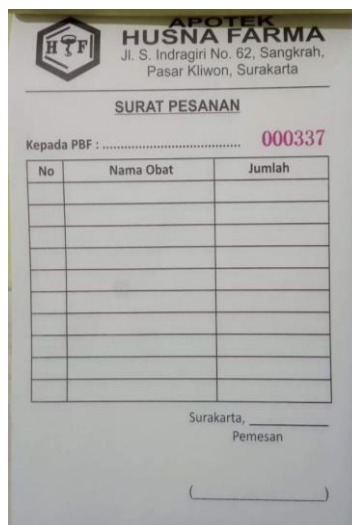 HTF
APOTEK
HUSNA FARMA
Jl. S. Indragiri No. 62, Sangkrah,
Pasar Kliwon, Surakarta
SURAT PESANAN
Kepada PBF : ........................................ 000337
No Nama Obat Jumlah
Surakarta, __________
Pemesan
(____________________)